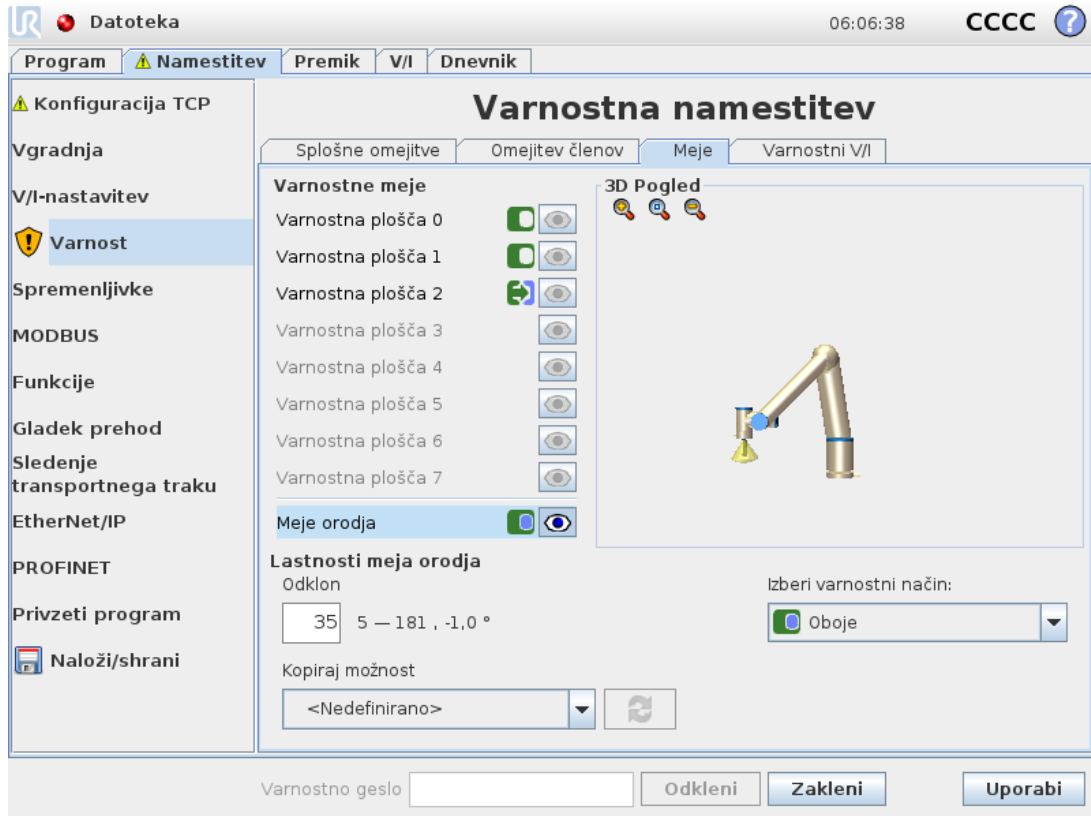 UR Datoteka 06:06:38 CCCC ?
Program Namestitev Premik V/I Dnevnik
Konfiguracija TCP
Vgradnja
V/I-nastavitev
Varnost
Spremenljivke
MODBUS
Funkcije
Gladek prehod
Sledenje
transportnega traku
EtherNet/IP
PROFINET
Privzeti program
Naloži/shrani
Varnostna namestitev
Splošne omejitve Omejitev členov Meje Varnostni V/I
Varnostne meje
Varnostna plošča 0
Varnostna plošča 1
Varnostna plošča 2
Varnostna plošča 3
Varnostna plošča 4
Varnostna plošča 5
Varnostna plošča 6
Varnostna plošča 7
Meje orodja
3D Pogled
Lastnosti meja orodja
Odklon
35 5 — 181 , -1,0 °
Izberi varnostni način:
Oboje
Kopiraj možnost
<Nedefinirano>
Varnostno geslo Odkleni Zakleni Uporabi